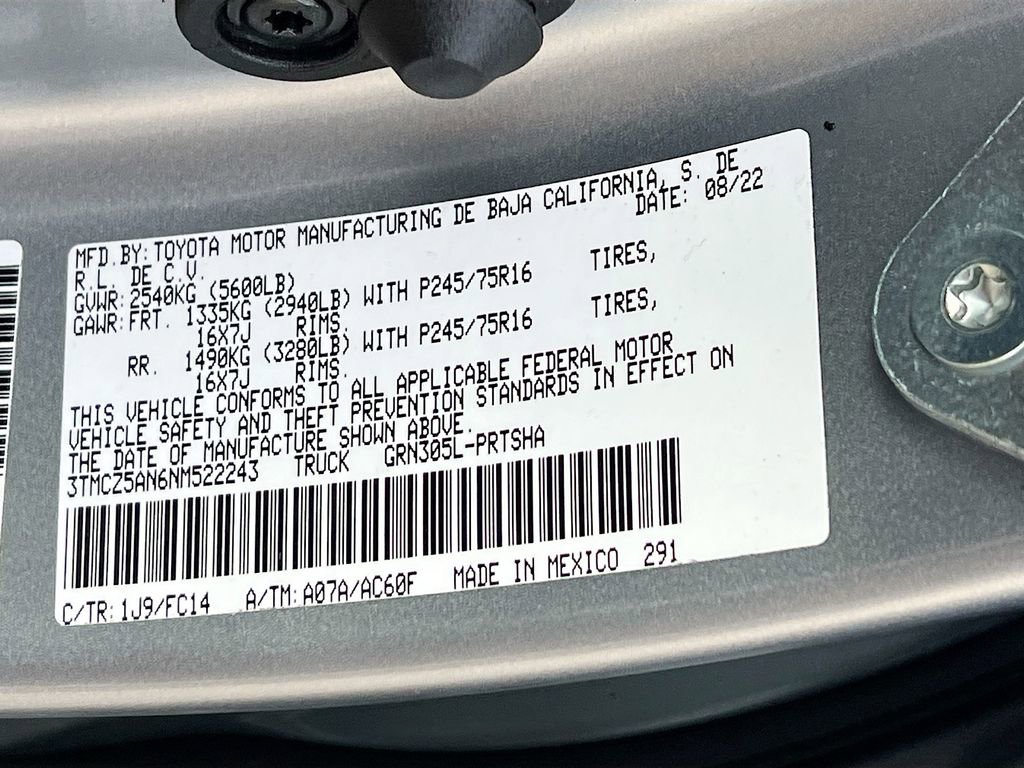 MFD.BY:TOYOTA MOTOR MANUFACTURING DE BAJA CALIFORNIA, S. DE
R.L. DE C.V. DATE: 08/22
GVWR:2540KG (5600LB)
GAWR:FRT. 1335KG (2940LB) WITH P245/75R16 TIRES,
16X7J RIMS.
RR. 1490KG (3280LB) WITH P245/75R16 TIRES,
16X7J RIMS.
THIS VEHICLE CONFORMS TO ALL APPLICABLE FEDERAL MOTOR
VEHICLE SAFETY AND THEFT PREVENTION STANDARDS IN EFFECT ON
THE DATE OF MANUFACTURE SHOWN ABOVE.
3TMCZ5AN6NM522243 TRUCK GRN305L-PRTSHA
C/TR:1J9/FC14 A/TM:A07A/AC60F MADE IN MEXICO 291